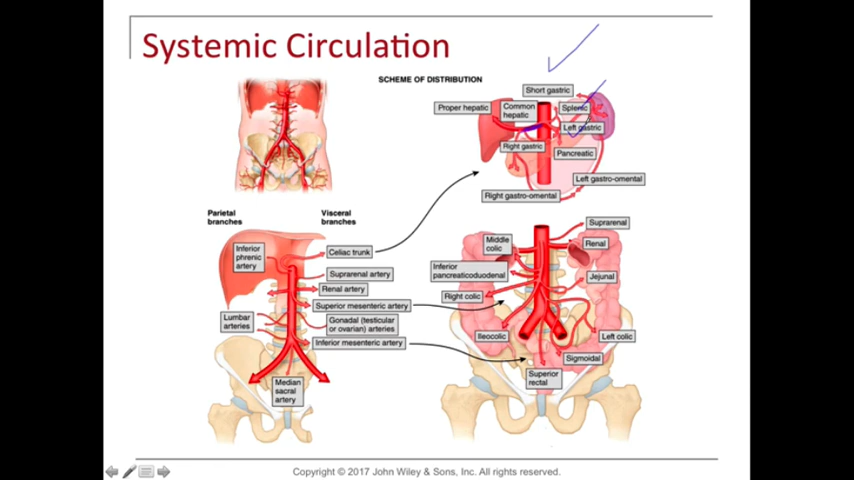 Systemic Circulation
SCHEME OF DISTRIBUTION
Short gastric
Proper hepatic
Common
hepatic
Splenic
Left gastric
Right gastric
Pancreatic
Left gastro-omental
Right gastro-omental
Parietal
branches
Visceral
branches
Inferior
phrenic
artery
Celiac trunk
Suprarenal artery
Renal artery
Superior mesenteric artery
Lumbar
arteries
Gonadal (testicular
or ovarian) arteries
Inferior mesenteric artery
Median
sacral
artery
Suprarenal
Middle
colic
Renal
Inferior
pancreaticoduodenal
Jejunal
Right colic
Ileocolic
Left colic
Sigmoidal
Superior
rectal
Copyright © 2017 John Wiley & Sons, Inc. All rights reserved.